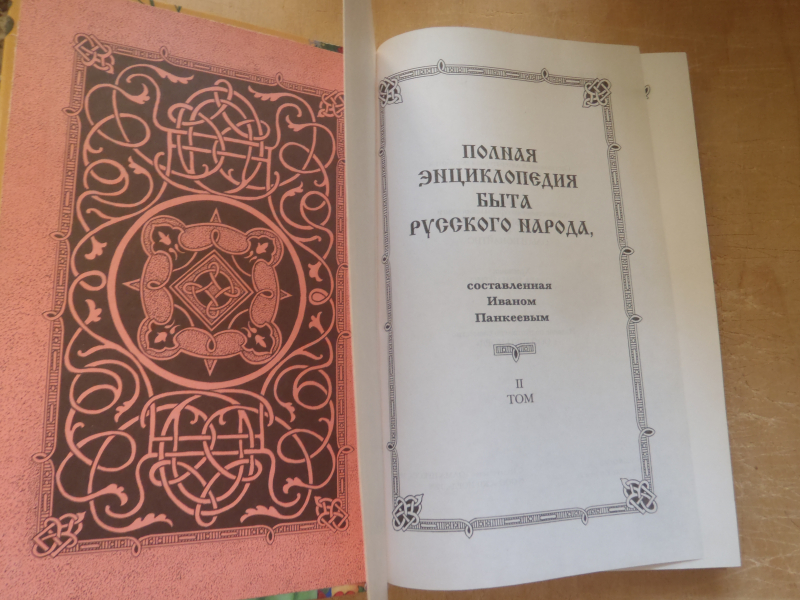 ПОЛНАЯ
ЭНЦИКЛОПЕДИЯ
БЫТА
РУССКОГО НАРОДА,
составленная
Иваном
Панкеевым
II
ТОМ